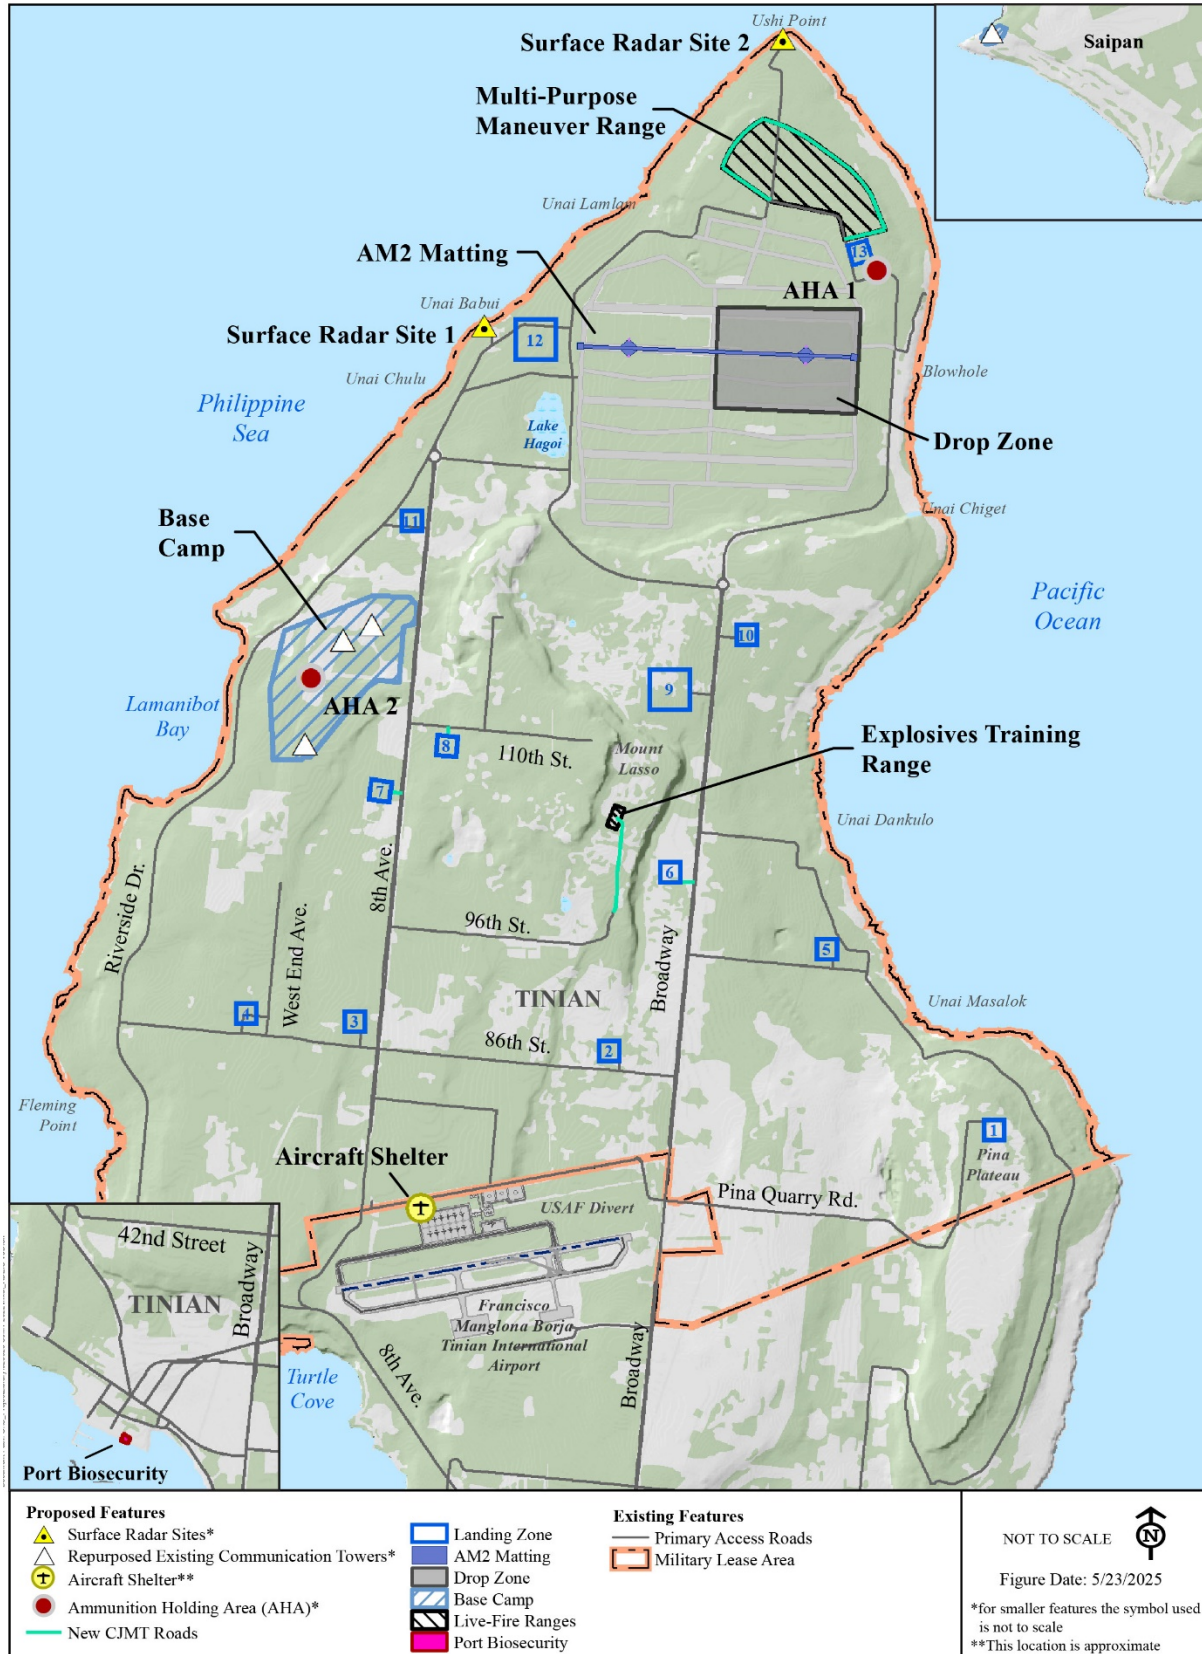 Ushi Point
Surface Radar Site 2
Saipan
Multi-Purpose
Maneuver Range
Unai Lamlam
AM2 Matting
13
AHA 1
Unai Babui
Surface Radar Site 1
12
Unai Chulu
Blowhole
Philippine
Sea
Lake
Hagoi
Drop Zone
Base
Camp
11
Unai Chiget
Pacific
Ocean
10
9
Lamanibot
Bay
AHA 2
8
110th St.
Mount
Lasso
Explosives Training
Range
7
Unai Dankulo
8th Ave.
6
Riverside Dr.
West End Ave.
96th St.
Broadway
5
TINIAN
Unai Masalok
4
3
86th St.
2
Fleming
Point
1
Pina
Plateau
Aircraft Shelter
USAF Divert
Pina Quarry Rd.
42nd Street
Broadway
TINIAN
Port Biosecurity
Francisco
Manglona Borja
Tinian International
Airport
Turtle
Cove
8th Ave.
Broadway
Proposed Features
Surface Radar Sites*
Repurposed Existing Communication Towers*
Aircraft Shelter**
Ammunition Holding Area (AHA)*
New CJMT Roads
Landing Zone
AM2 Matting
Drop Zone
Base Camp
Live-Fire Ranges
Port Biosecurity
Existing Features
Primary Access Roads
Military Lease Area
NOT TO SCALE
N
Figure Date: 5/23/2025
*for smaller features the symbol used
is not to scale
**This location is approximate